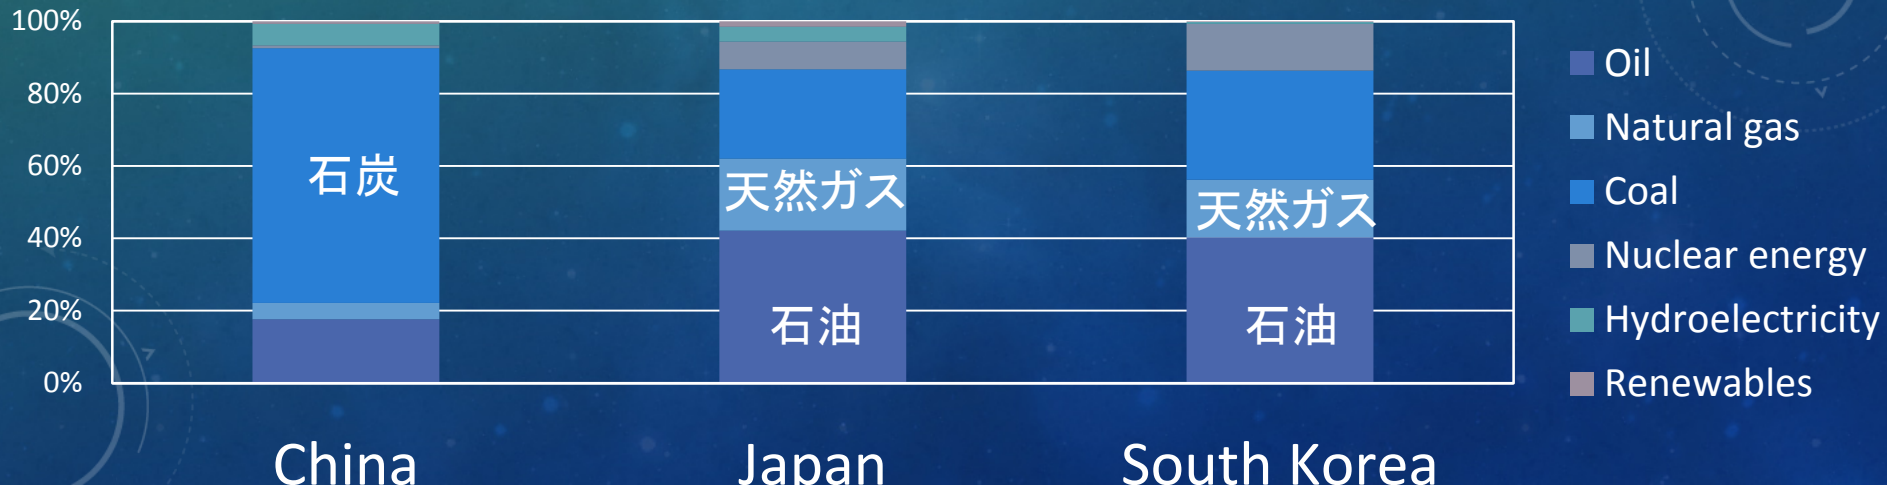 100%
80%
60%
40%
20%
0%
石炭
天然ガス
石油
天然ガス
石油
China
Japan
South Korea
Oil
Natural gas
Coal
Nuclear energy
Hydroelectricity
Renewables